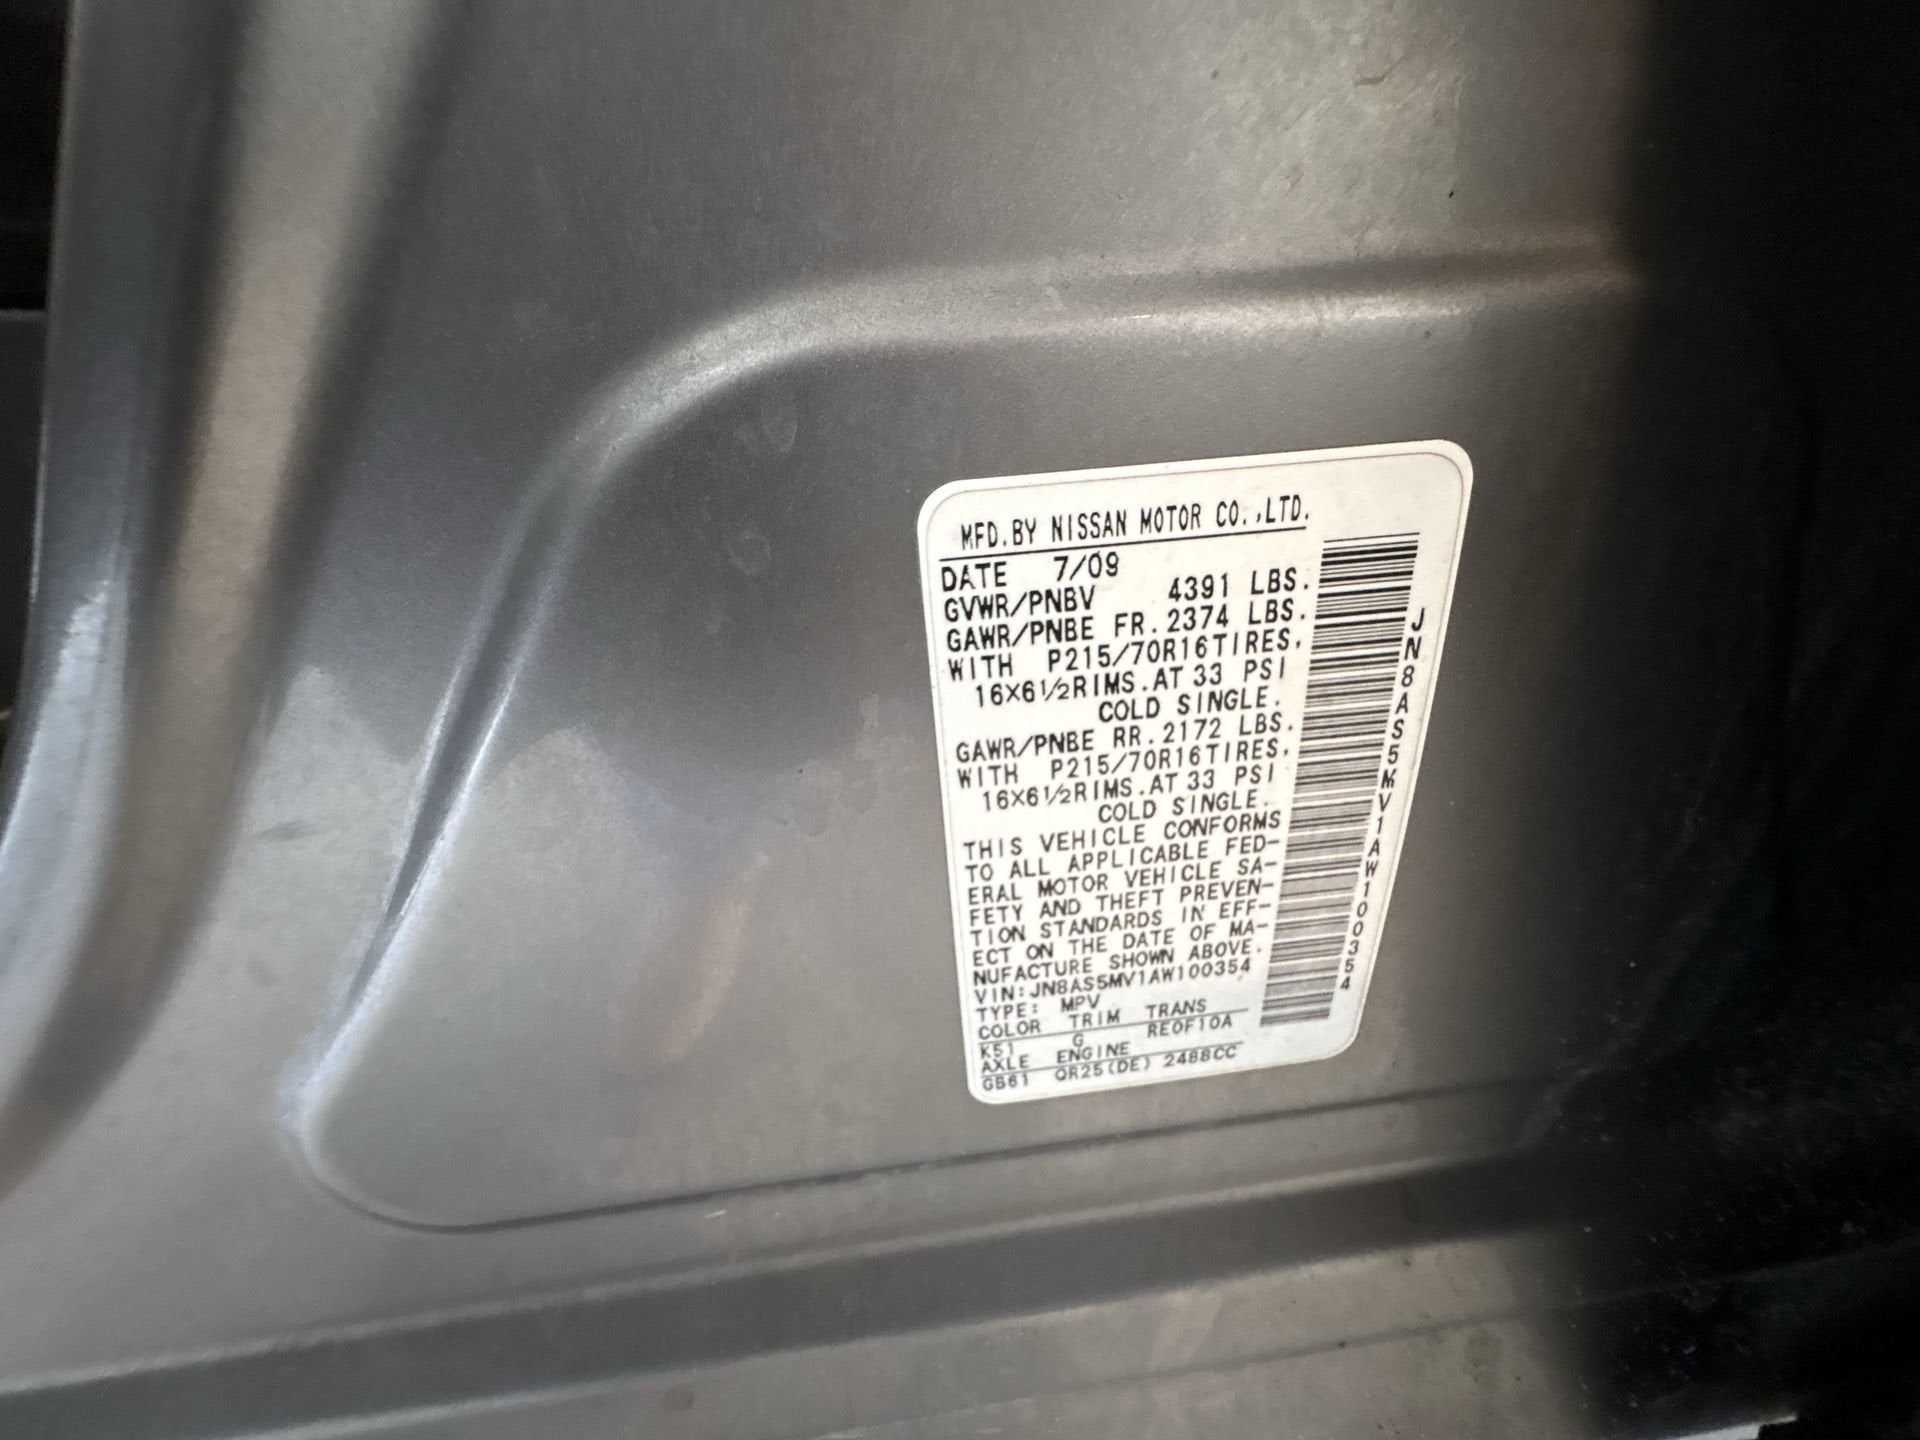 MFD.BY NISSAN MOTOR CO.,LTD.
DATE 7/09
GVWR/PNBV 4391 LBS.
GAWR/PNBE FR.2374 LBS.
WITH P215/70R16TIRES,
16X6½RIMS.AT 33 PSI
COLD SINGLE.
GAWR/PNBE RR.2172 LBS.
WITH P215/70R16TIRES,
16X6½RIMS.AT 33 PSI
COLD SINGLE.
THIS VEHICLE CONFORMS
TO ALL APPLICABLE FED-
ERAL MOTOR VEHICLE SA-
FETY AND THEFT PREVEN-
TION STANDARDS IN EFF-
ECT ON THE DATE OF MA-
NUFACTURE SHOWN ABOVE.
VIN:JN8AS5MV1AW100354
TYPE: MPV
COLOR TRIM TRANS
K51 G RE0F10A
AXLE ENGINE
GB61 QR25(DE) 2488CC
JN8AS5MV1AW100354